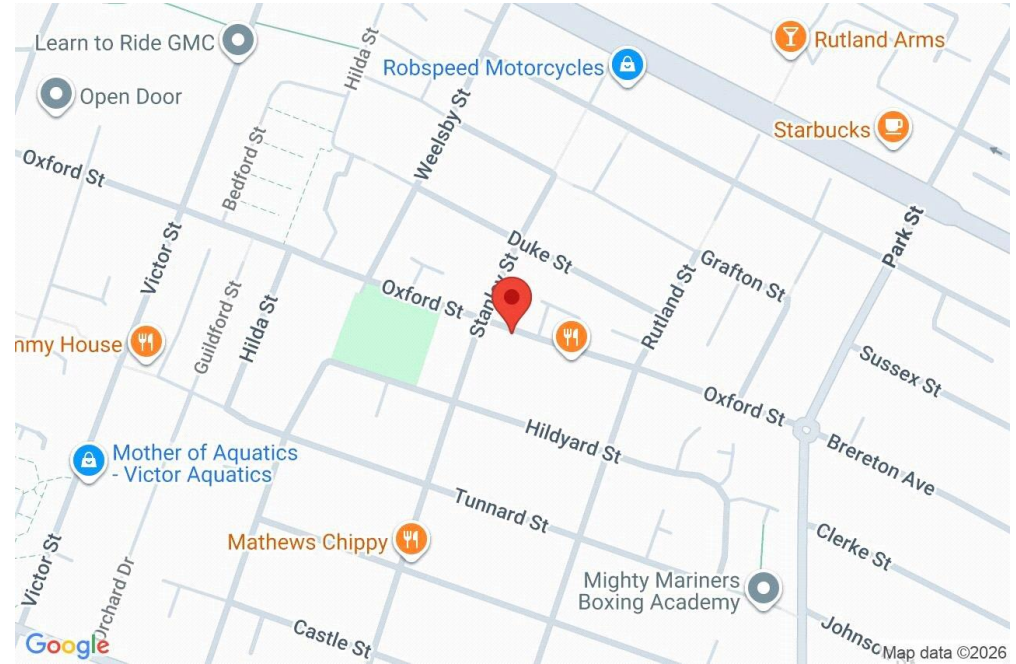 Learn to Ride GMC
Rutland Arms
Robspeed Motorcycles
Hilda St
Open Door
Weelsby St
Starbucks
Oxford St
Bedford St
Victor St
Duke St
Park St
Grafton St
Stanley St
Oxford St
Rutland St
Guildford St
Hilda St
nmy House
Sussex St
Oxford St
Hildyard St
Brereton Ave
Mother of Aquatics
- Victor Aquatics
Tunnard St
Clerke St
Mathews Chippy
Victor St
Orchard Dr
Mighty Mariners
Boxing Academy
Castle St
Johnso
Google
Map data ©2026